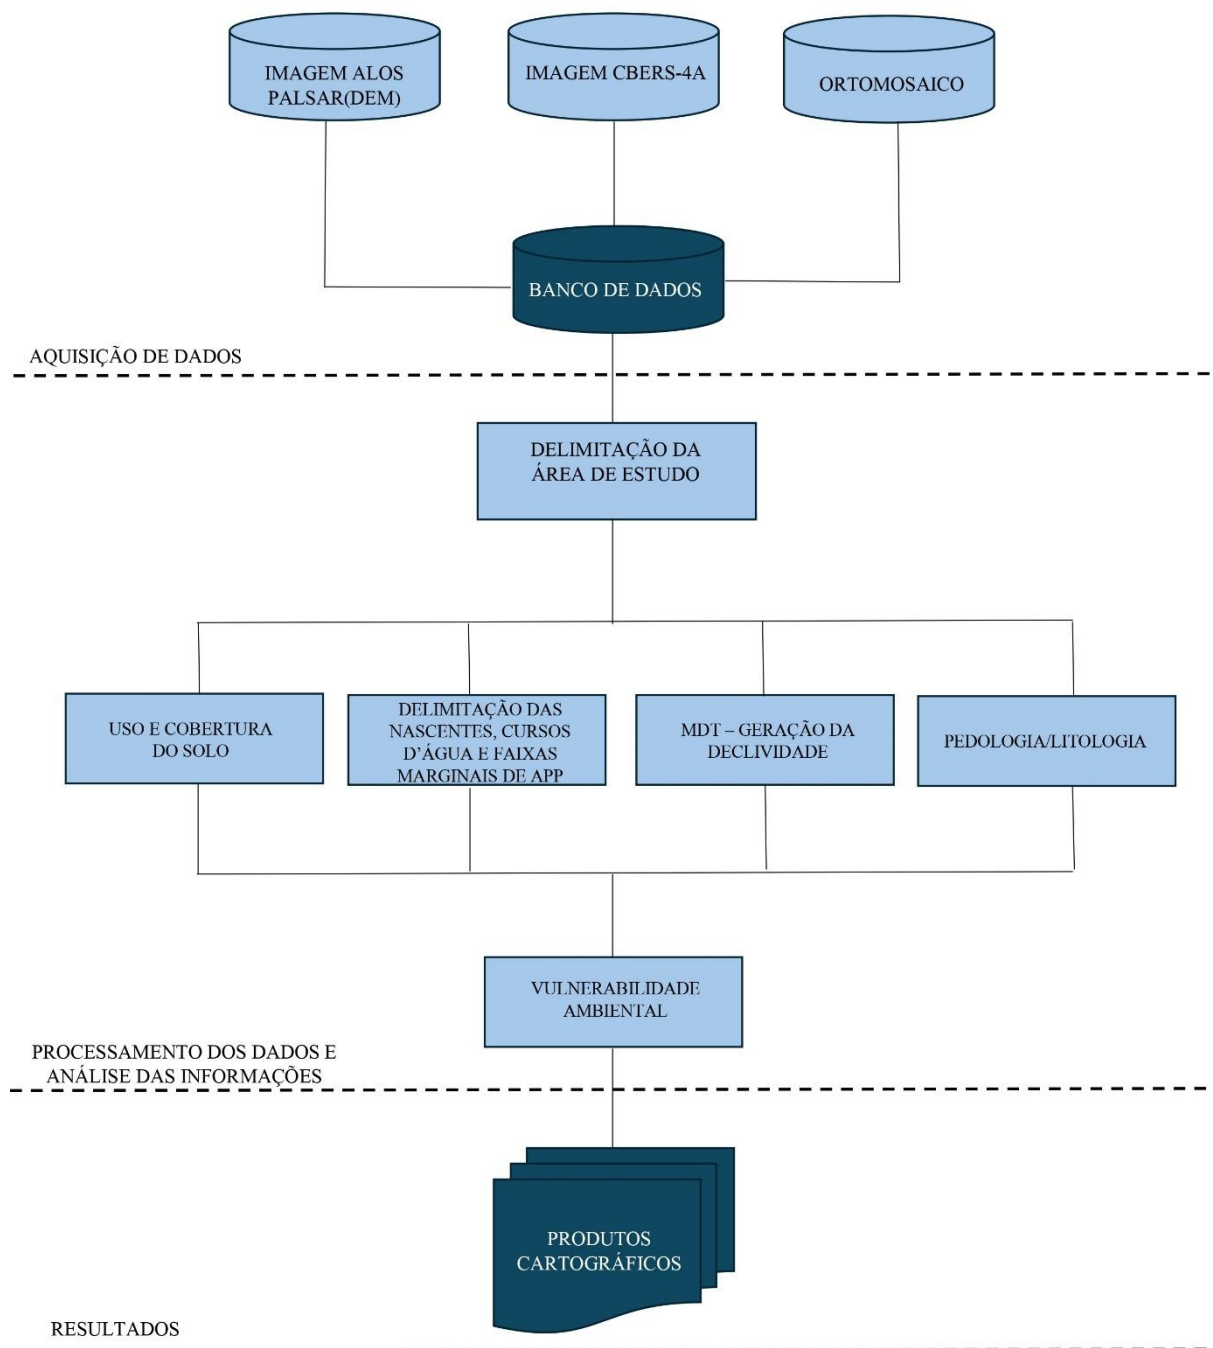 IMAGEM ALOS
PALSAR(DEM)
IMAGEM CBERS-4A
ORTOMOSAICO
BANCO DE DADOS
AQUISIÇÃO DE DADOS
DELIMITAÇÃO DA
ÁREA DE ESTUDO
USO E COBERTURA
DO SOLO
DELIMITAÇÃO DAS
NASCENTES, CURSOS
D’ÁGUA E FAIXAS
MARGINAIS DE APP
MDT – GERAÇÃO DA
DECLIVIDADE
PEDOLOGIA/LITOLOGIA
VULNERABILIDADE
AMBIENTAL
PROCESSAMENTO DOS DADOS E
ANÁLISE DAS INFORMAÇÕES
PRODUTOS
CARTOGRÁFICOS
RESULTADOS